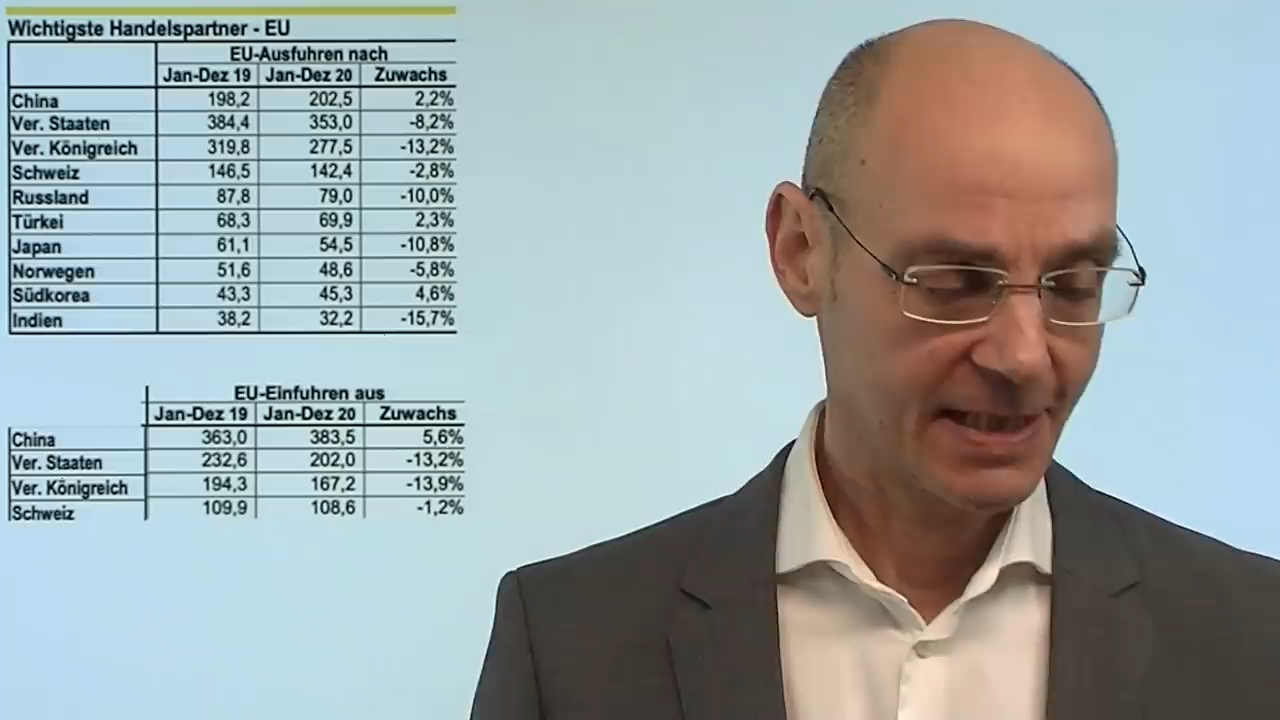 Wichtigste Handelspartner - EU
EU-Ausfuhren nach
Jan-Dez 19 Jan-Dez 20 Zuwachs
China 198,2 202,5 2,2%
Ver. Staaten 384,4 353,0 -8,2%
Ver. Königreich 319,8 277,5 -13,2%
Schweiz 146,5 142,4 -2,8%
Russland 87,8 79,0 -10,0%
Türkei 68,3 69,9 2,3%
Japan 61,1 54,5 -10,8%
Norwegen 51,6 48,6 -5,8%
Südkorea 43,3 45,3 4,6%
Indien 38,2 32,2 -15,7%
EU-Einfuhren aus
Jan-Dez 19 Jan-Dez 20 Zuwachs
China 363,0 383,5 5,6%
Ver. Staaten 232,6 202,0 -13,2%
Ver. Königreich 194,3 167,2 -13,9%
Schweiz 109,9 108,6 -1,2%